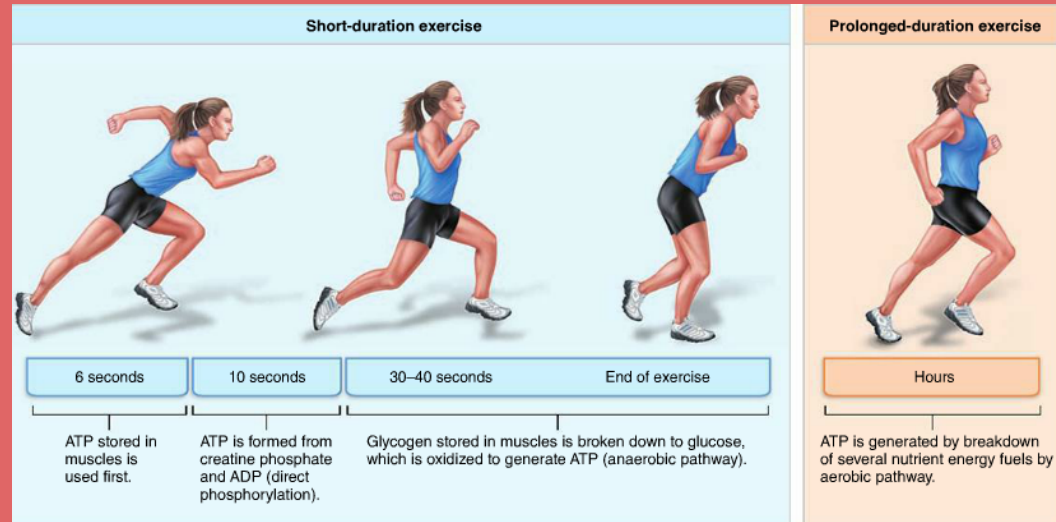 Short-duration exercise
Prolonged-duration exercise
6 seconds
10 seconds
30–40 seconds
End of exercise
Hours
ATP stored in
muscles is
used first.
ATP is formed from
creatine phosphate
and ADP (direct
phosphorylation).
Glycogen stored in muscles is broken down to glucose,
which is oxidized to generate ATP (anaerobic pathway).
ATP is generated by breakdown
of several nutrient energy fuels by
aerobic pathway.